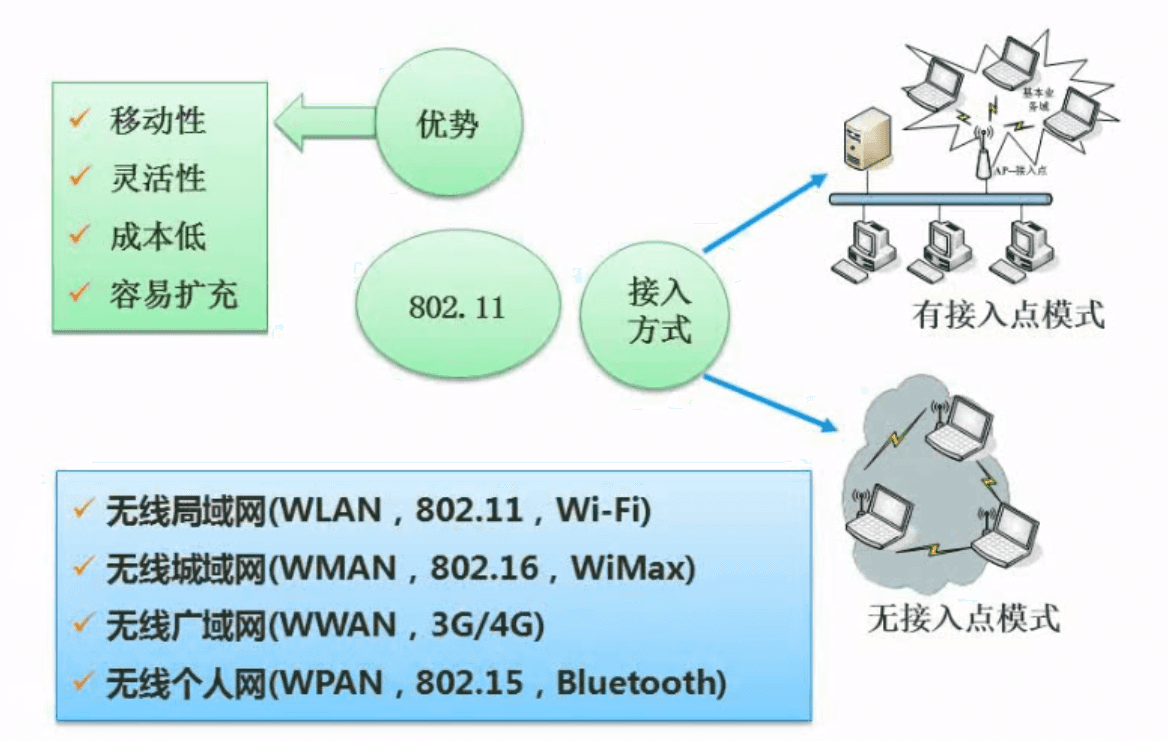 优势
移动性
灵活性
成本低
容易扩充
802.11
接入
方式
基本业
务域
AP--接入点
有接入点模式
无接入点模式
无线局域网(WLAN，802.11，Wi-Fi)
无线城域网(WMAN，802.16，WiMax)
无线广域网(WWAN，3G/4G)
无线个人网(WPAN，802.15，Bluetooth)